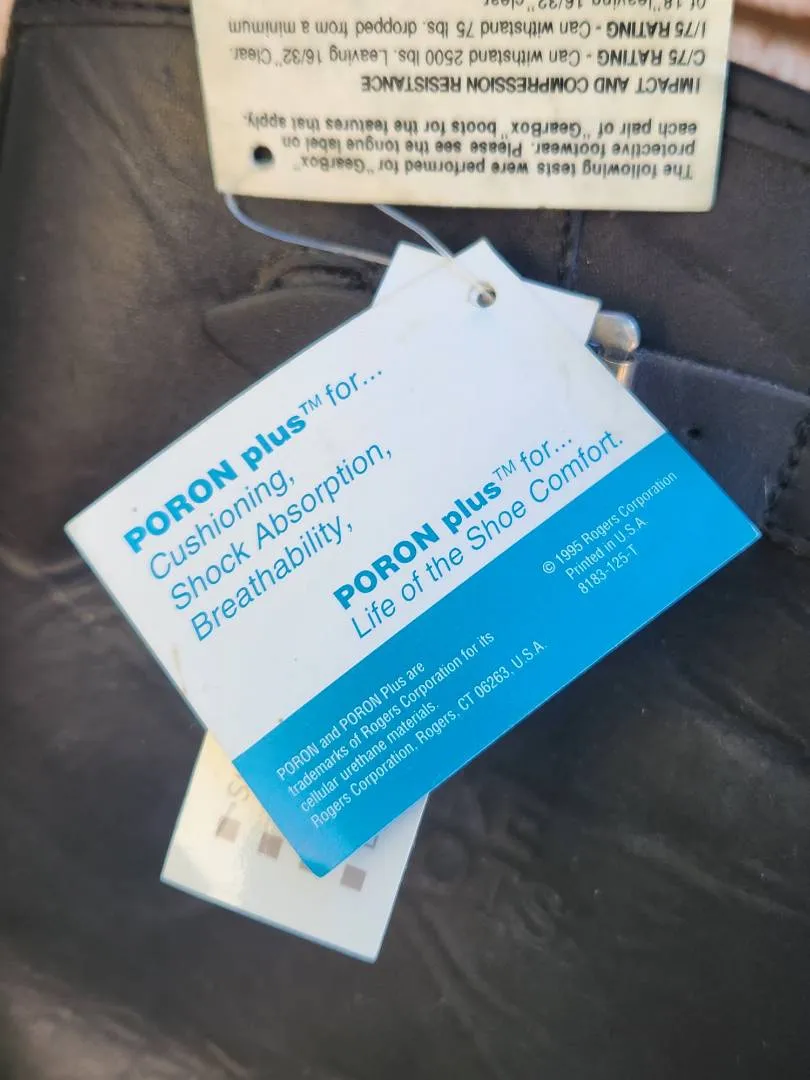 The following tests were performed for "GearBox"
protective footwear. Please see the tongue label on
each pair of "GearBox" boots for the features that apply.
IMPACT AND COMPRESSION RESISTANCE
C/75 RATING - Can withstand 2500 lbs. Leaving 16/32" Clear.
I/75 RATING - Can withstand 75 lbs. dropped from a minimum
PORON plus™ for...
Cushioning,
Shock Absorption,
Breathability,
PORON plus™ for...
Life of the Shoe Comfort.
© 1995 Rogers Corporation
Printed in U.S.A.
8183-125-T
PORON and PORON Plus are
trademarks of Rogers Corporation for its
cellular urethane materials.
Rogers Corporation, Rogers, CT 06263, U.S.A.